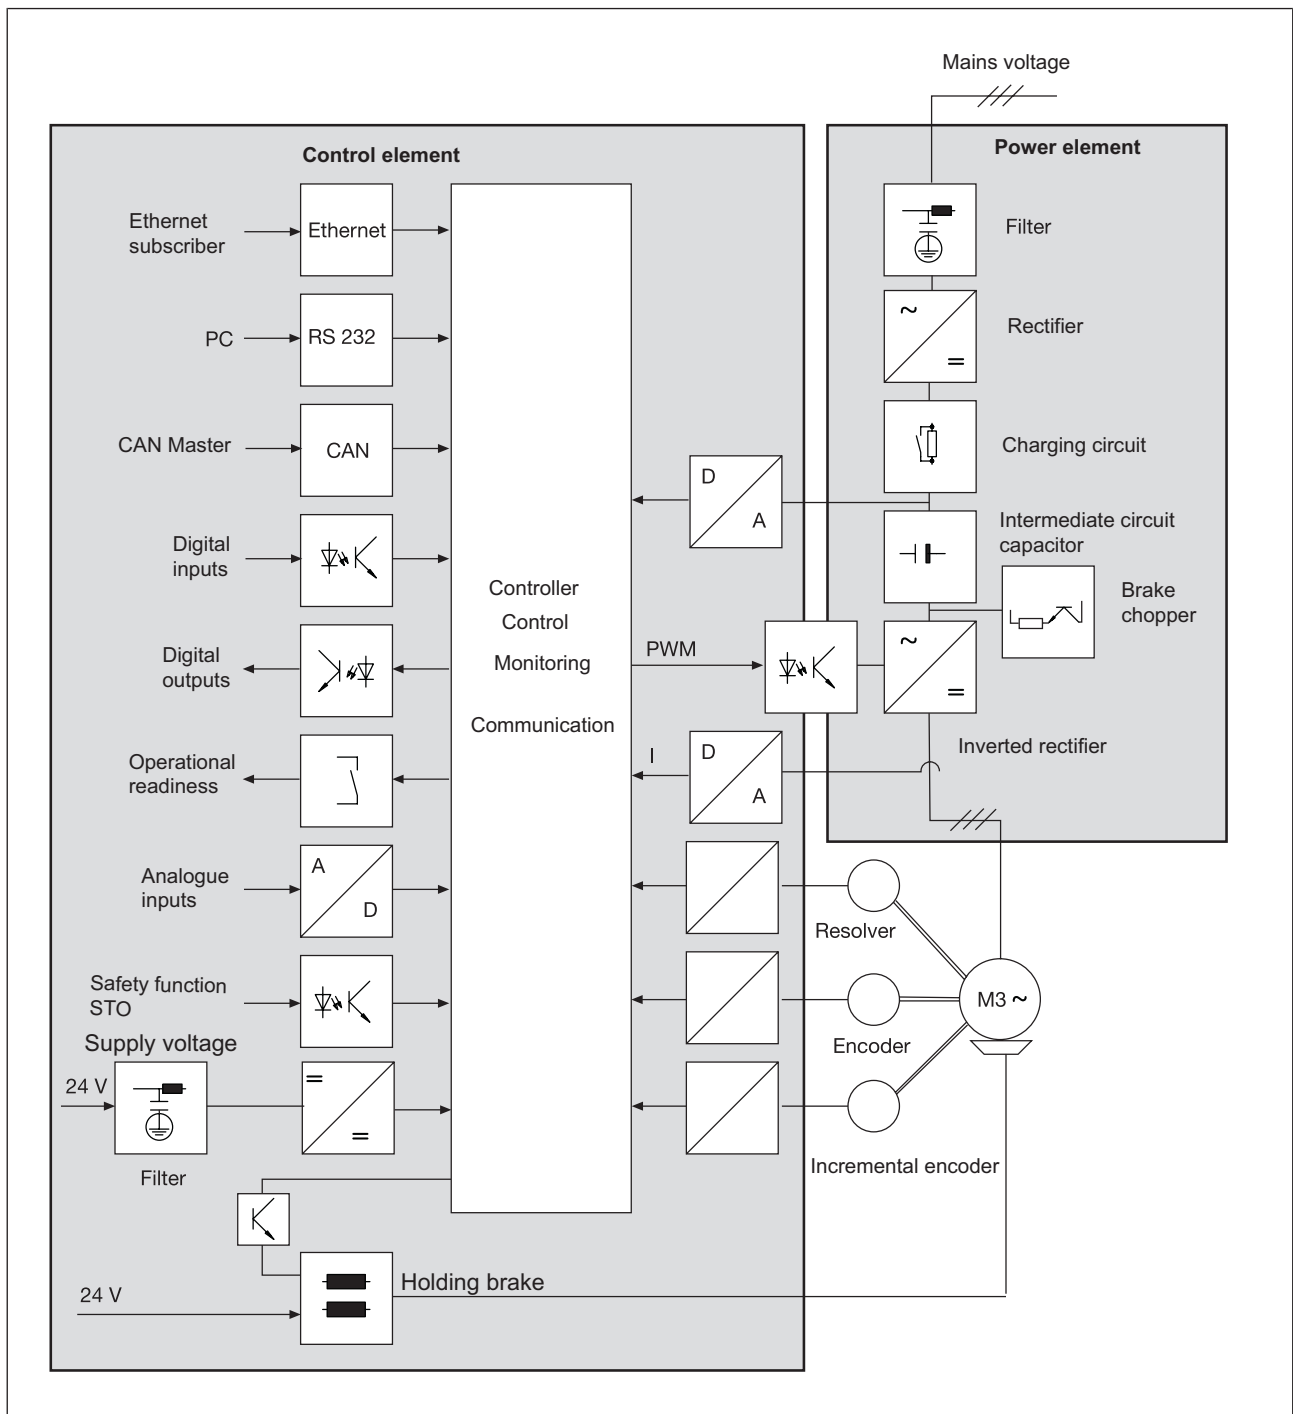 Mains voltage
Control element
Power element
Ethernet
subscriber
Ethernet
Filter
PC
RS 232
Rectifier
CAN Master
CAN
Charging circuit
D
A
Digital
inputs
Intermediate circuit
capacitor
Brake
chopper
Controller
Control
Monitoring
Communication
Digital
outputs
PWM
~
=
~
=
Inverted rectifier
Operational
readiness
I
D
A
Analogue
inputs
A
D
Resolver
Safety function
STO
M3 ~
Encoder
Supply voltage
24 V
=
=
Filter
Incremental encoder
Holding brake
24 V